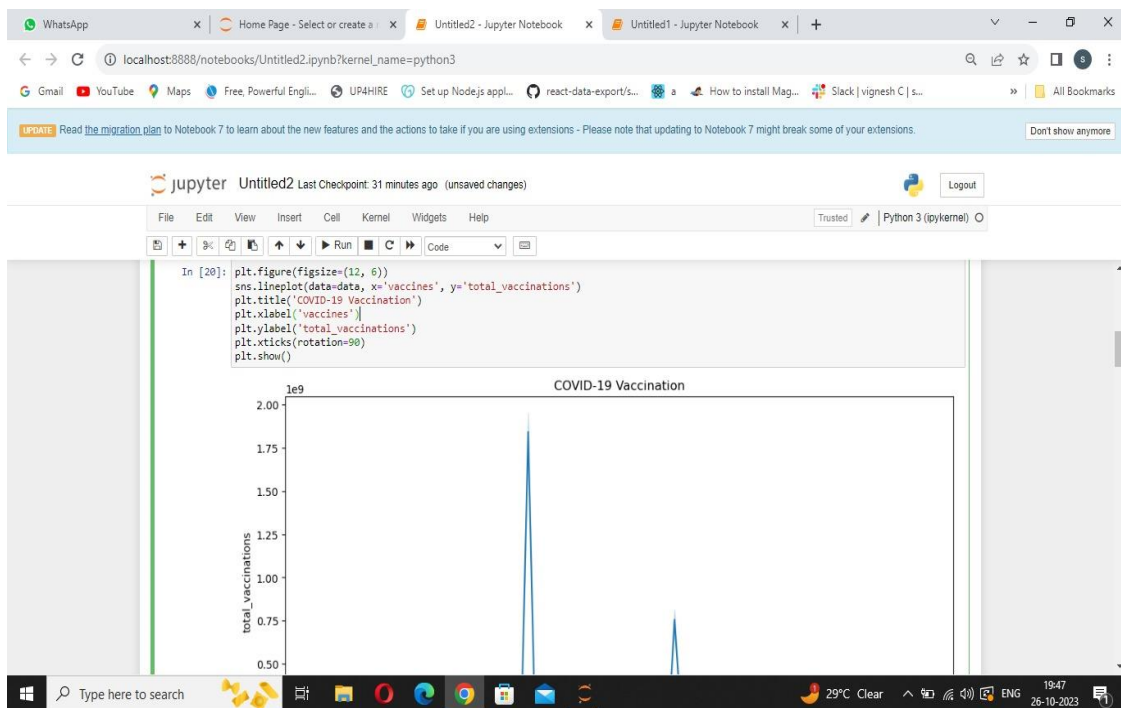 WhatsApp
Home Page - Select or create a
Untitled2 - Jupyter Notebook
Untitled1 - Jupyter Notebook
localhost:8888/notebooks/Untitled2.ipynb?kernel_name=python3
Gmail YouTube Maps Free, Powerful Engli... UP4HIRE Set up Node.js appl... react-data-export/s... a How to install Mag... Slack | vignesh C | s... » All Bookmarks
UPDATE Read the migration plan to Notebook 7 to learn about the new features and the actions to take if you are using extensions - Please note that updating to Notebook 7 might break some of your extensions. Don't show anymore
jupyter Untitled2 Last Checkpoint: 31 minutes ago (unsaved changes) Logout
File Edit View Insert Cell Kernel Widgets Help Trusted Python 3 (ipykernel)
Run Code
In [20]: plt.figure(figsize=(12, 6))
sns.lineplot(data=data, x='vaccines', y='total_vaccinations')
plt.title('COVID-19 Vaccination')
plt.xlabel('vaccines')
plt.ylabel('total_vaccinations')
plt.xticks(rotation=90)
plt.show()
1e9
COVID-19 Vaccination
2.00
1.75
1.50
1.25
1.00
0.75
0.50
total_vaccinations
Type here to search
29°C Clear
ENG
19:47
26-10-2023